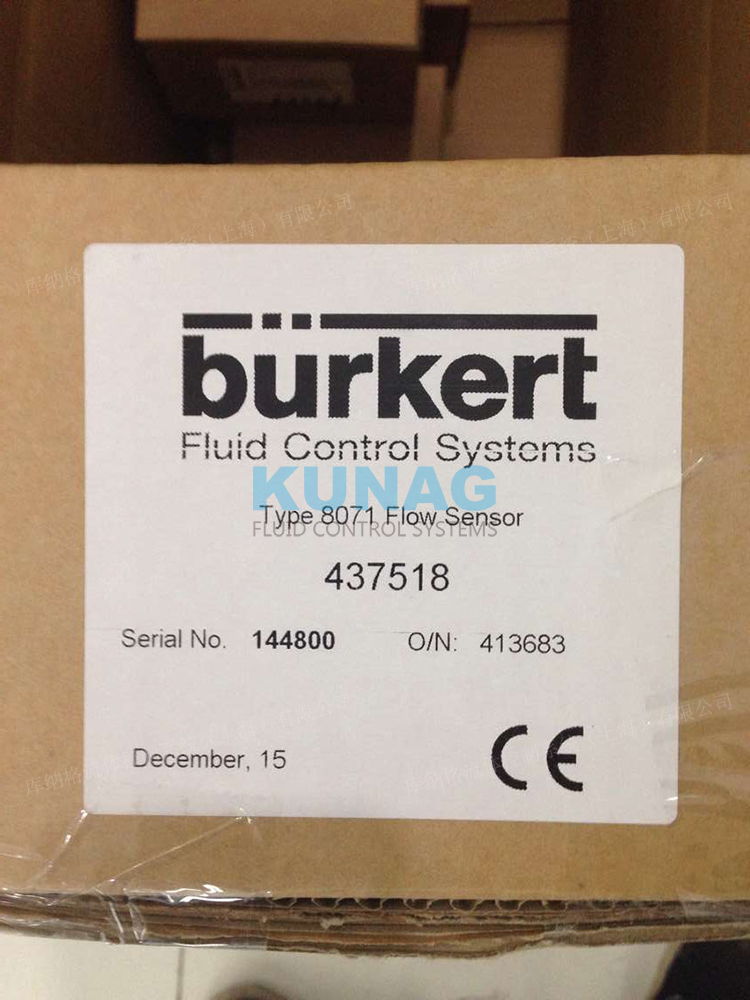 bürkert
Fluid Control Systems
KUNAG
Type 8071 Flow Sensor
FLUID CONTROL SYSTEMS
437518
Serial No. 144800 O/N: 413683
December, 15 CE